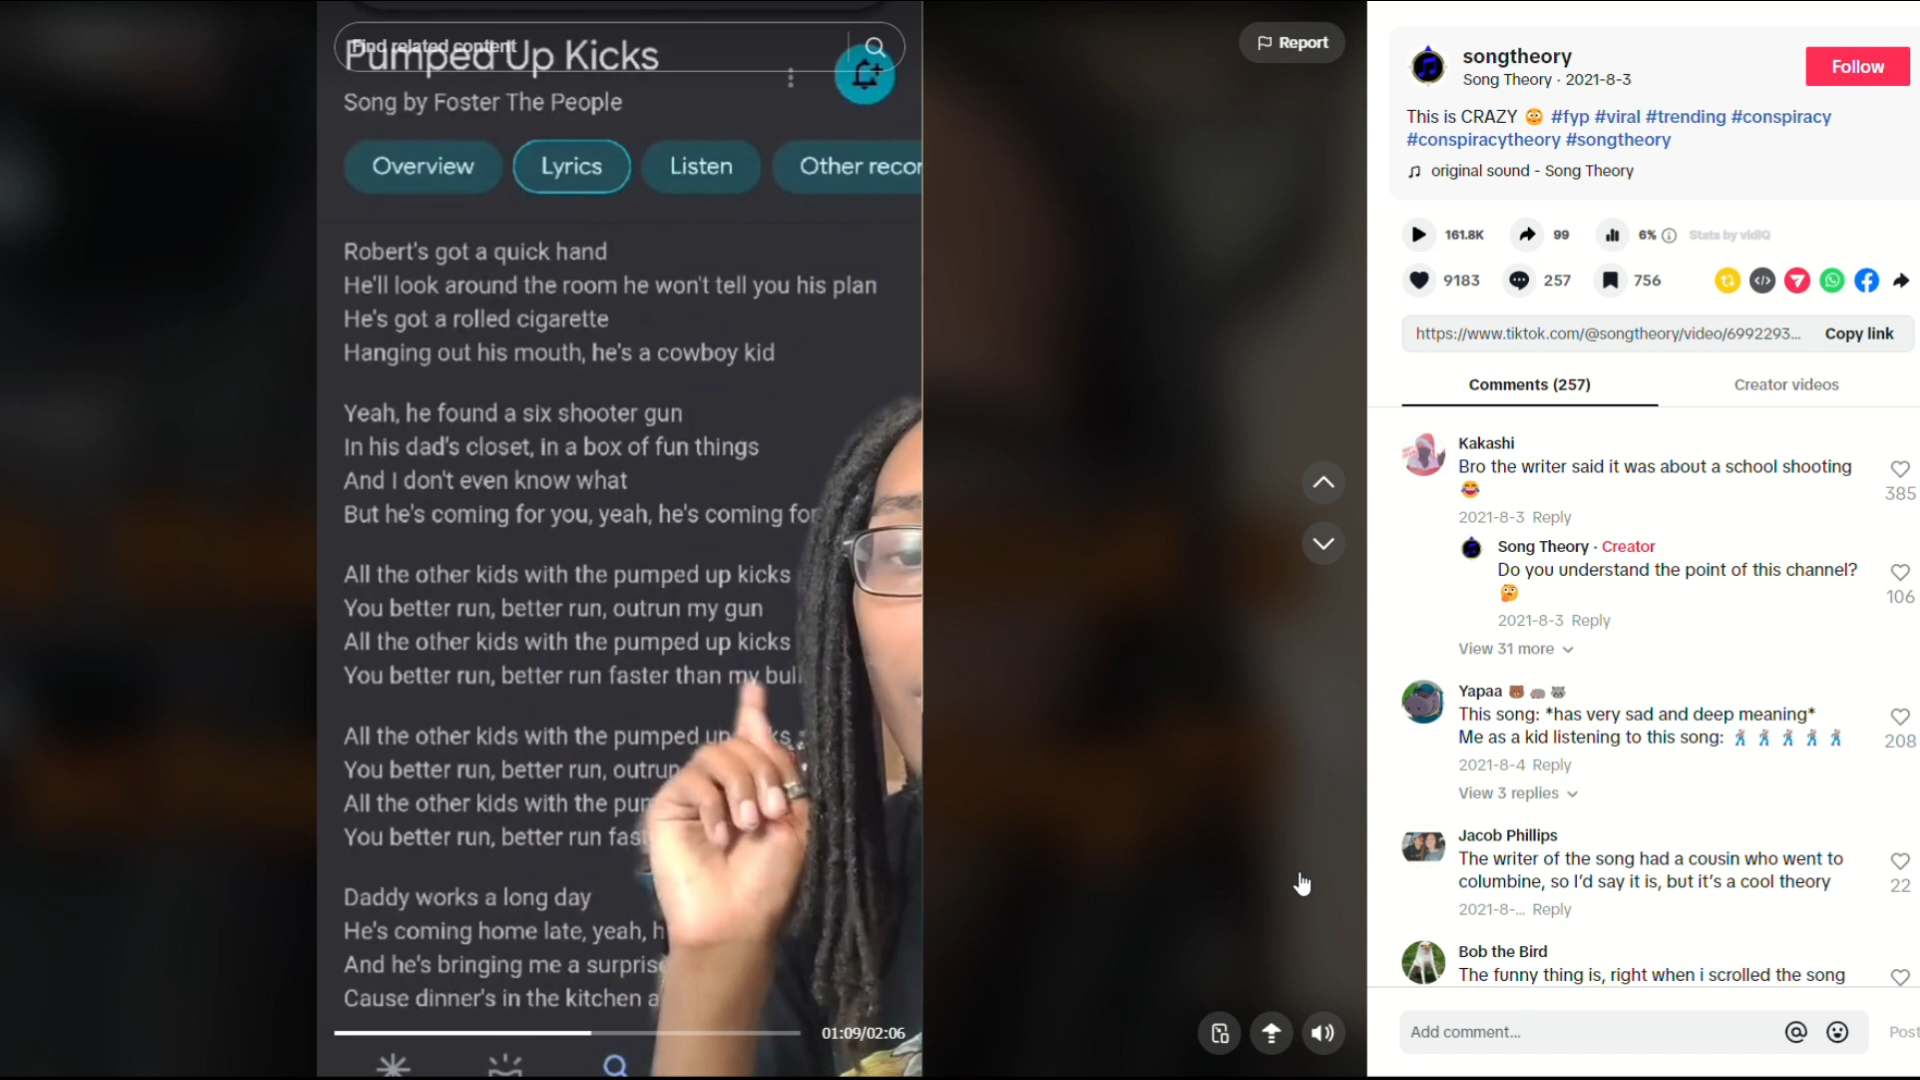 Find related content
Pumped Up Kicks
Song by Foster The People
Overview
Lyrics
Listen
Other recor
Robert's got a quick hand
He'll look around the room he won't tell you his plan
He's got a rolled cigarette
Hanging out his mouth, he's a cowboy kid
Yeah, he found a six shooter gun
In his dad's closet, in a box of fun things
And I don't even know what
But he's coming for you, yeah, he's coming for
All the other kids with the pumped up kicks
You better run, better run, outrun my gun
All the other kids with the pumped up kicks
You better run, better run faster than my bull
All the other kids with the pumped up
You better run, better run, outrun
All the other kids with the pum
You better run, better run fast
Daddy works a long day
He's coming home late, yeah, h
And he's bringing me a surprise
Cause dinner's in the kitchen a
01:09/02:06
Report
songtheory
Song Theory · 2021-8-3
Follow
This is CRAZY 😳 #fyp #viral #trending #conspiracy
#conspiracytheory #songtheory
♫ original sound - Song Theory
161.8K 99 6% Stats by vidIQ
9183 257 756
https://www.tiktok.com/@songtheory/video/6992293... Copy link
Comments (257) Creator videos
Kakashi
Bro the writer said it was about a school shooting
😂
385
2021-8-3 Reply
Song Theory · Creator
Do you understand the point of this channel?
🤔
106
2021-8-3 Reply
View 31 more
Yapaa 🐻 🦛 🦝
This song: *has very sad and deep meaning*
Me as a kid listening to this song: 🕺 🕺 🕺 🕺 🕺
208
2021-8-4 Reply
View 3 replies
Jacob Phillips
The writer of the song had a cousin who went to
columbine, so I'd say it is, but it's a cool theory
22
2021-8-... Reply
Bob the Bird
The funny thing is, right when i scrolled the song
Add comment...
Post